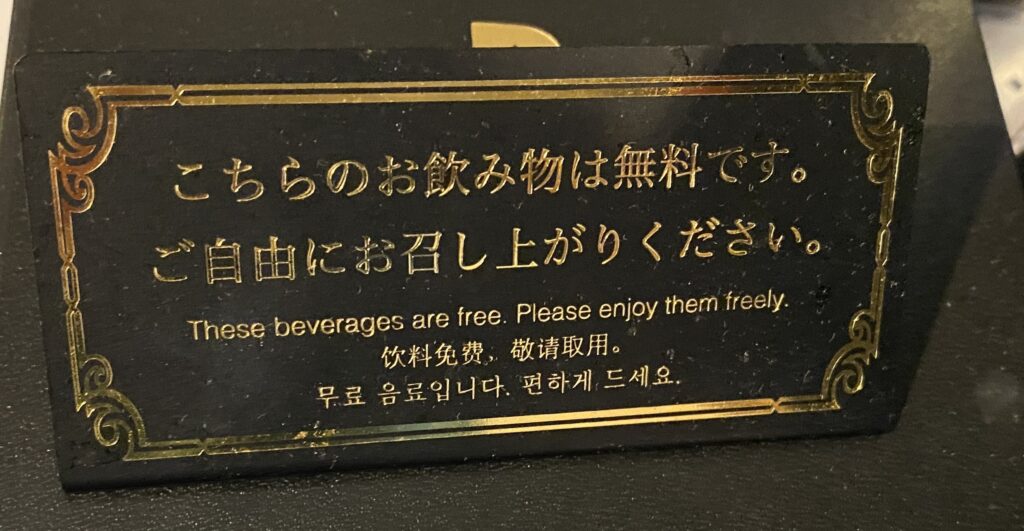 こちらのお飲み物は無料です。
ご自由にお召し上がりください。
These beverages are free. Please enjoy them freely.
饮料免费，敬请取用。
무료 음료입니다. 편하게 드세요.